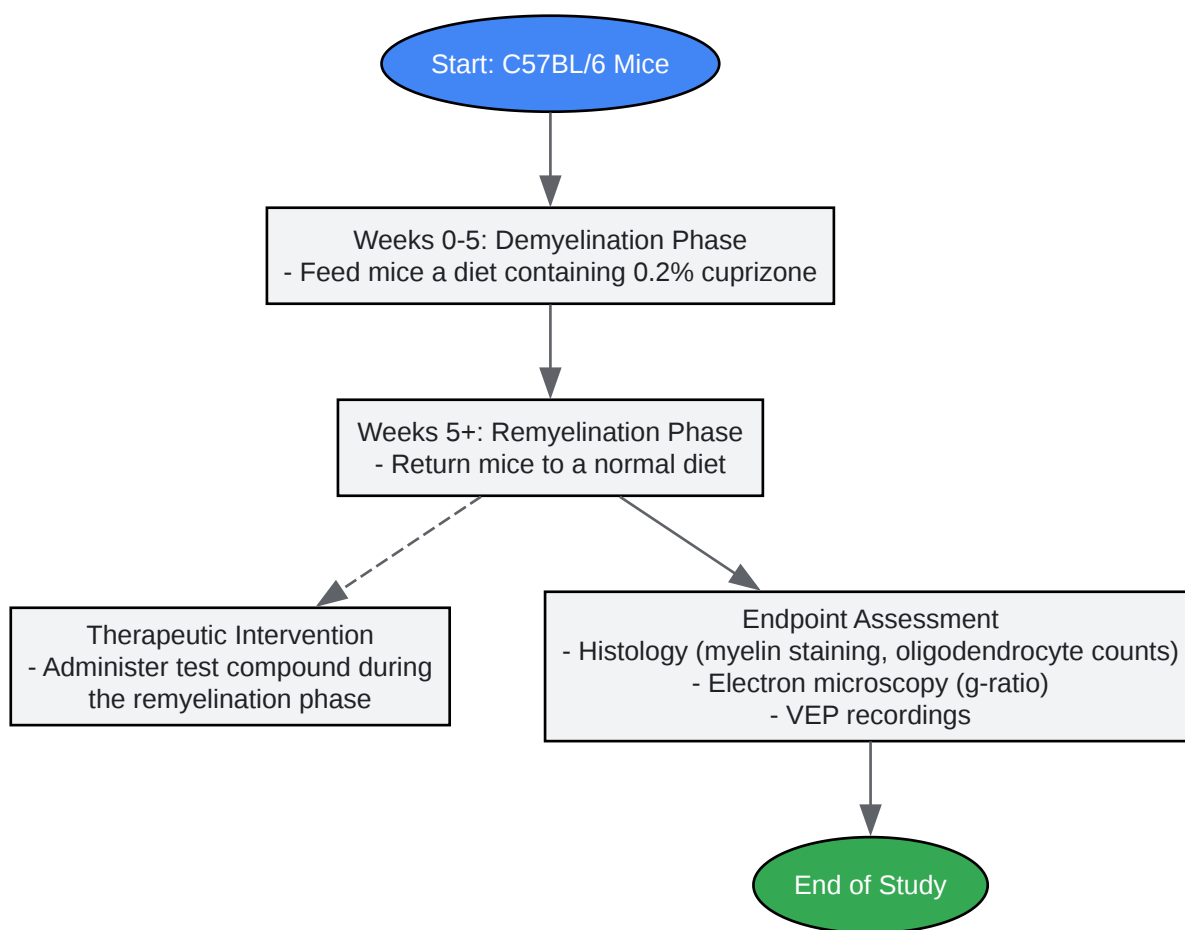 Start: C57BL/6 Mice
Weeks 0-5: Demyelination Phase
- Feed mice a diet containing 0.2% cuprizone
Weeks 5+: Remyelination Phase
- Return mice to a normal diet
Therapeutic Intervention
- Administer test compound during
the remyelination phase
Endpoint Assessment
- Histology (myelin staining, oligodendrocyte counts)
- Electron microscopy (g-ratio)
- VEP recordings
End of Study